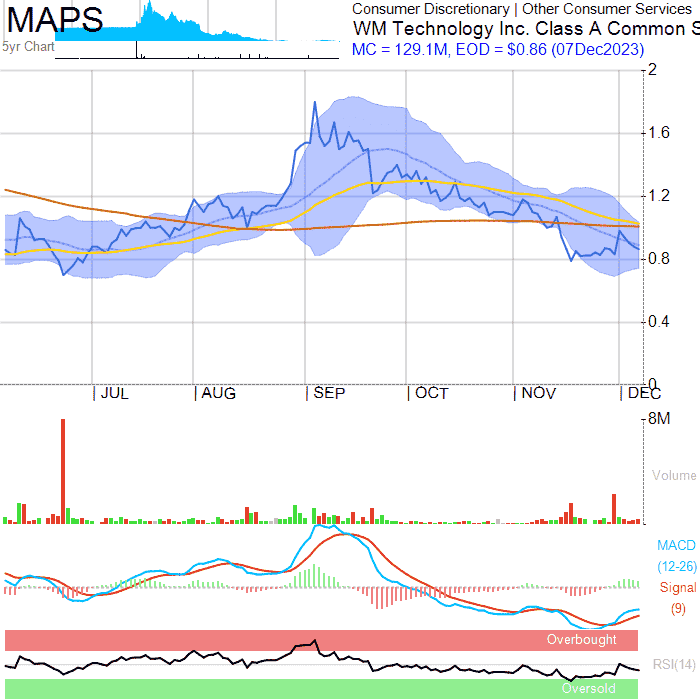 MAPS
5yr Chart
Consumer Discretionary | Other Consumer Services
WM Technology Inc. Class A Common S
MC = 129.1M, EOD = $0.86 (07Dec2023)
2
1.6
1.2
0.8
0.4
0
JUL AUG SEP OCT NOV DEC
8M
Volume
MACD
(12-26)
Signal
(9)
Overbought
RSI(14)
Oversold